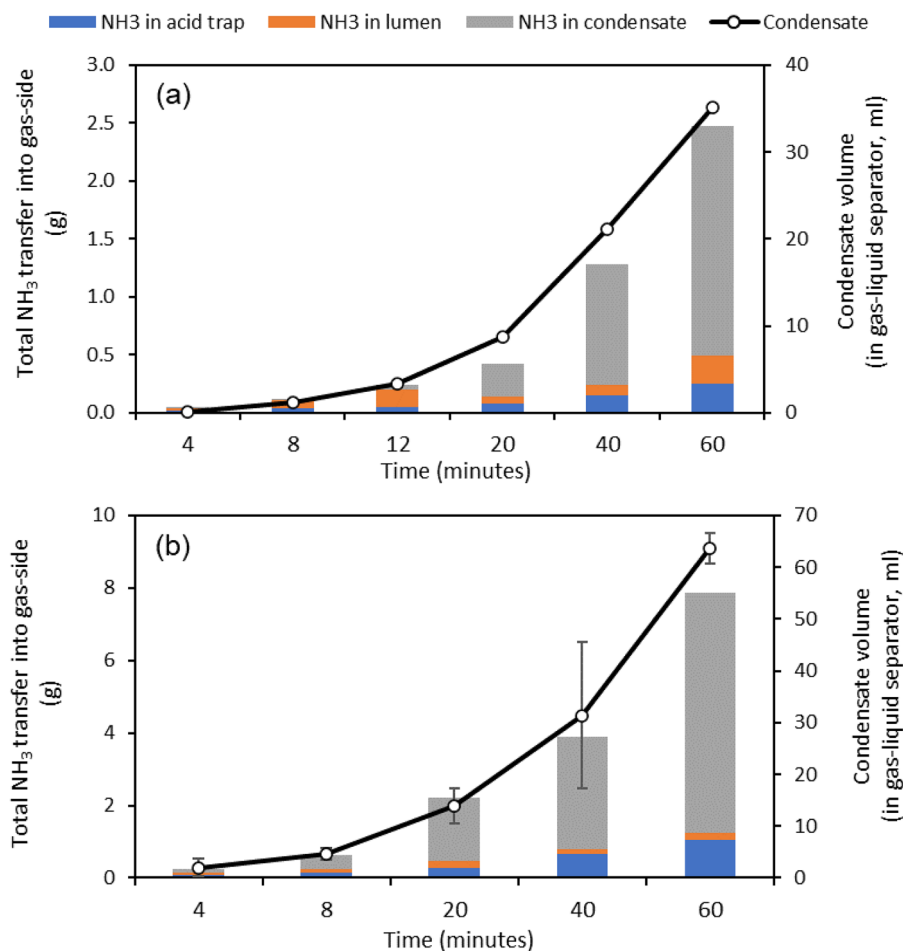 NH3 in acid trap NH3 in lumen NH3 in condensate Condensate
(a)
Total NH₃ transfer into gas-side
(g)
3.0
2.5
2.0
1.5
1.0
0.5
0.0
40
30
20
10
0
Condensate volume
(in gas-liquid separator, ml)
4 8 12 20 40 60
Time (minutes)
(b)
Total NH₃ transfer into gas-side
(g)
10
8
6
4
2
0
70
60
50
40
30
20
10
0
Condensate volume
(in gas-liquid separator, ml)
4 8 20 40 60
Time (minutes)